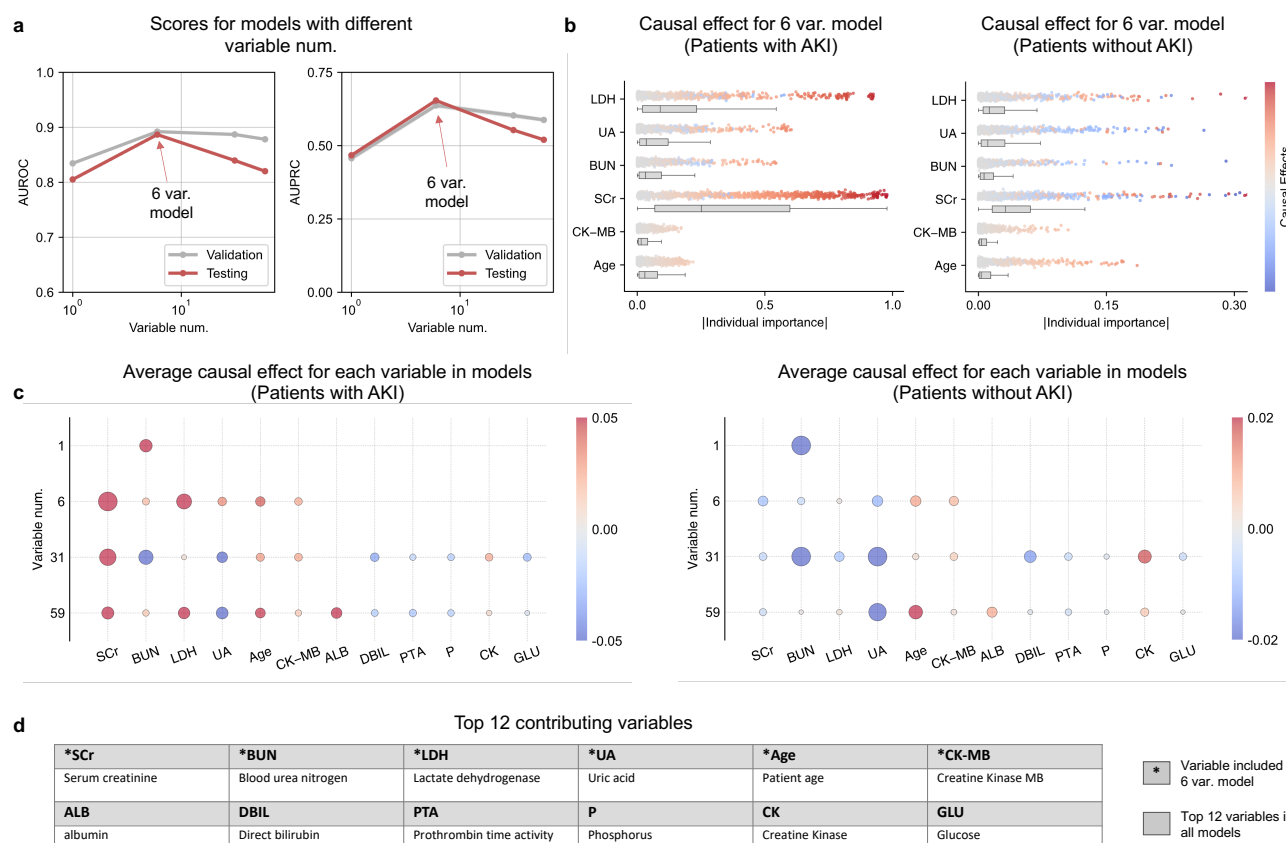 a
Scores for models with different
variable num.
1.0
0.9
0.8
0.7
0.6
AUROC
6 var.
model
Validation
Testing
10⁰
10¹
Variable num.
0.75
0.50
0.25
0.00
AUPRC
6 var.
model
Validation
Testing
10⁰
10¹
Variable num.
b
Causal effect for 6 var. model
(Patients with AKI)
LDH
UA
BUN
SCr
CK−MB
Age
0.0
0.5
1.0
|Individual importance|
Causal effect for 6 var. model
(Patients without AKI)
LDH
UA
BUN
SCr
CK−MB
Age
0.00
0.15
0.30
|Individual importance|
Causal Effects
c
Average causal effect for each variable in models
(Patients with AKI)
Variable num.
1
6
31
59
SCr
BUN
LDH
UA
Age
CK−MB
ALB
DBIL
PTA
P
CK
GLU
0.05
0.00
-0.05
Average causal effect for each variable in models
(Patients without AKI)
Variable num.
1
6
31
59
SCr
BUN
LDH
UA
Age
CK−MB
ALB
DBIL
PTA
P
CK
GLU
0.02
0.00
-0.02
d
Top 12 contributing variables
*SCr *BUN *LDH *UA *Age *CK-MB
Serum creatinine Blood urea nitrogen Lactate dehydrogenase Uric acid Patient age Creatine Kinase MB
ALB DBIL PTA P CK GLU
albumin Direct bilirubin Prothrombin time activity Phosphorus Creatine Kinase Glucose
*
Variable included
6 var. model
Top 12 variables i
all models